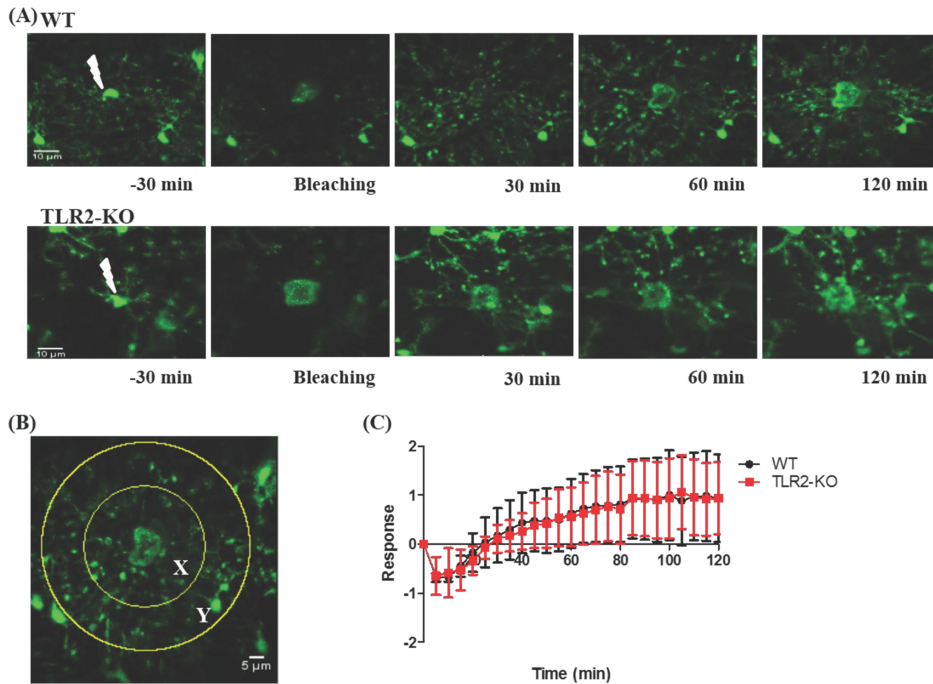 (A)
WT
10 µm
-30 min
Bleaching
30 min
60 min
120 min
TLR2-KO
10 µm
-30 min
Bleaching
30 min
60 min
120 min
(B)
X
Y
5 µm
(C)
2
1
0
-1
-2
0
20
40
60
80
100
120
Response
Time (min)
WT
TLR2-KO